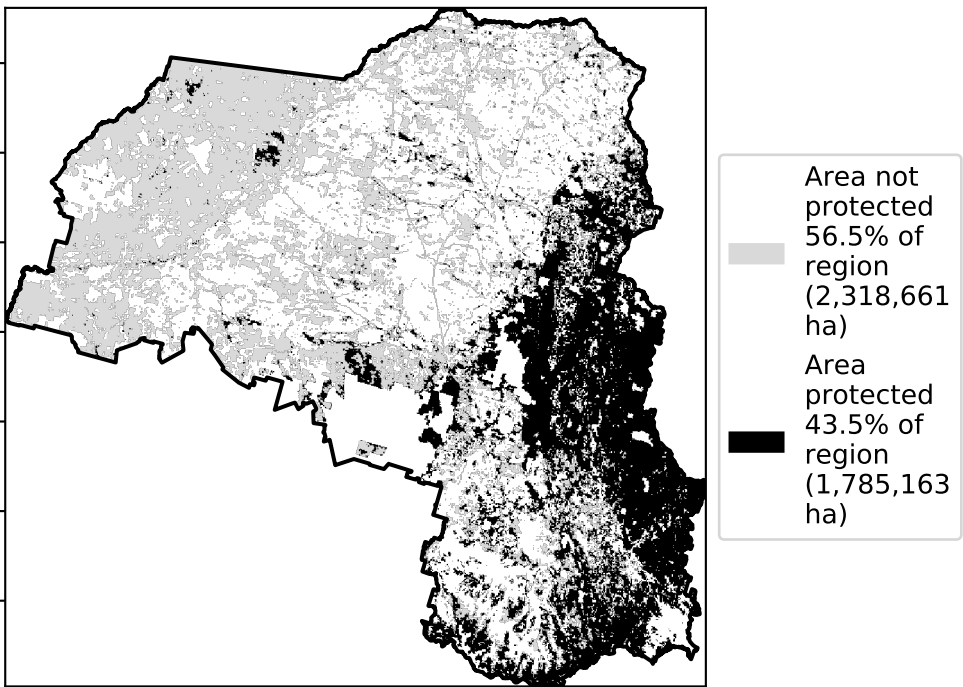 Area not
protected
56.5% of
region
(2,318,661
ha)
Area
protected
43.5% of
region
(1,785,163
ha)